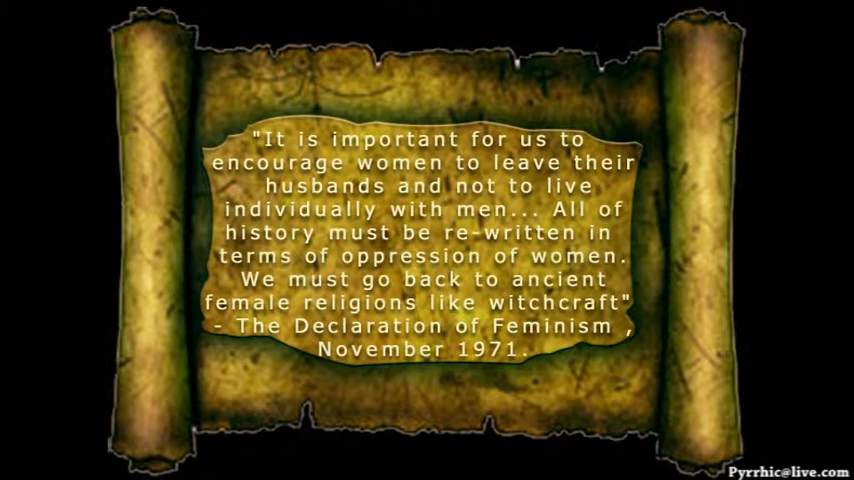 "It is important for us to
encourage women to leave their
husbands and not to live
individually with men... All of
history must be re-written in
terms of oppression of women.
We must go back to ancient
female religions like witchcraft"
- The Declaration of Feminism ,
November 1971.
Pyrrhic@live.com